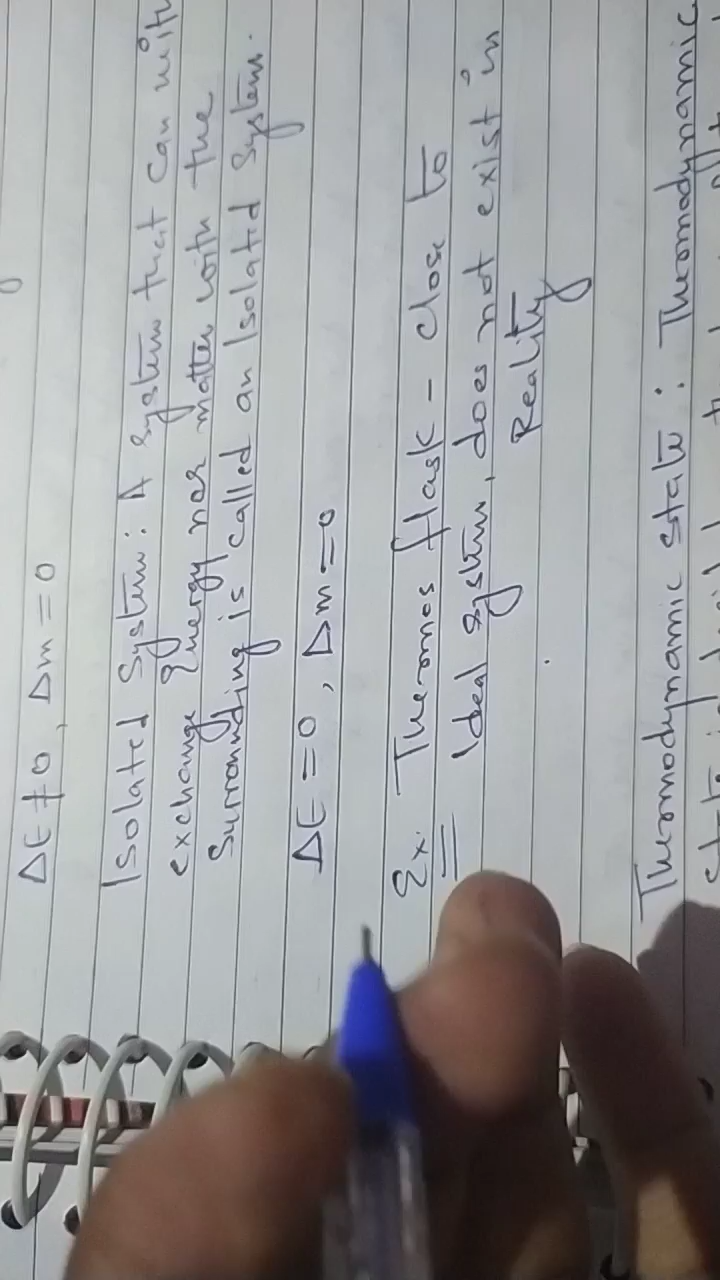 ΔE ≠ 0, Δm = 0
Isolated System: A system that can
exchange Energy nor matter with the
Surrounding is called an Isolated System.
ΔE = 0, Δm = 0
Ex. Thermos flask - close to
Ideal system, does not exist in
Reality
Thermodynamic state: Thermodynamic